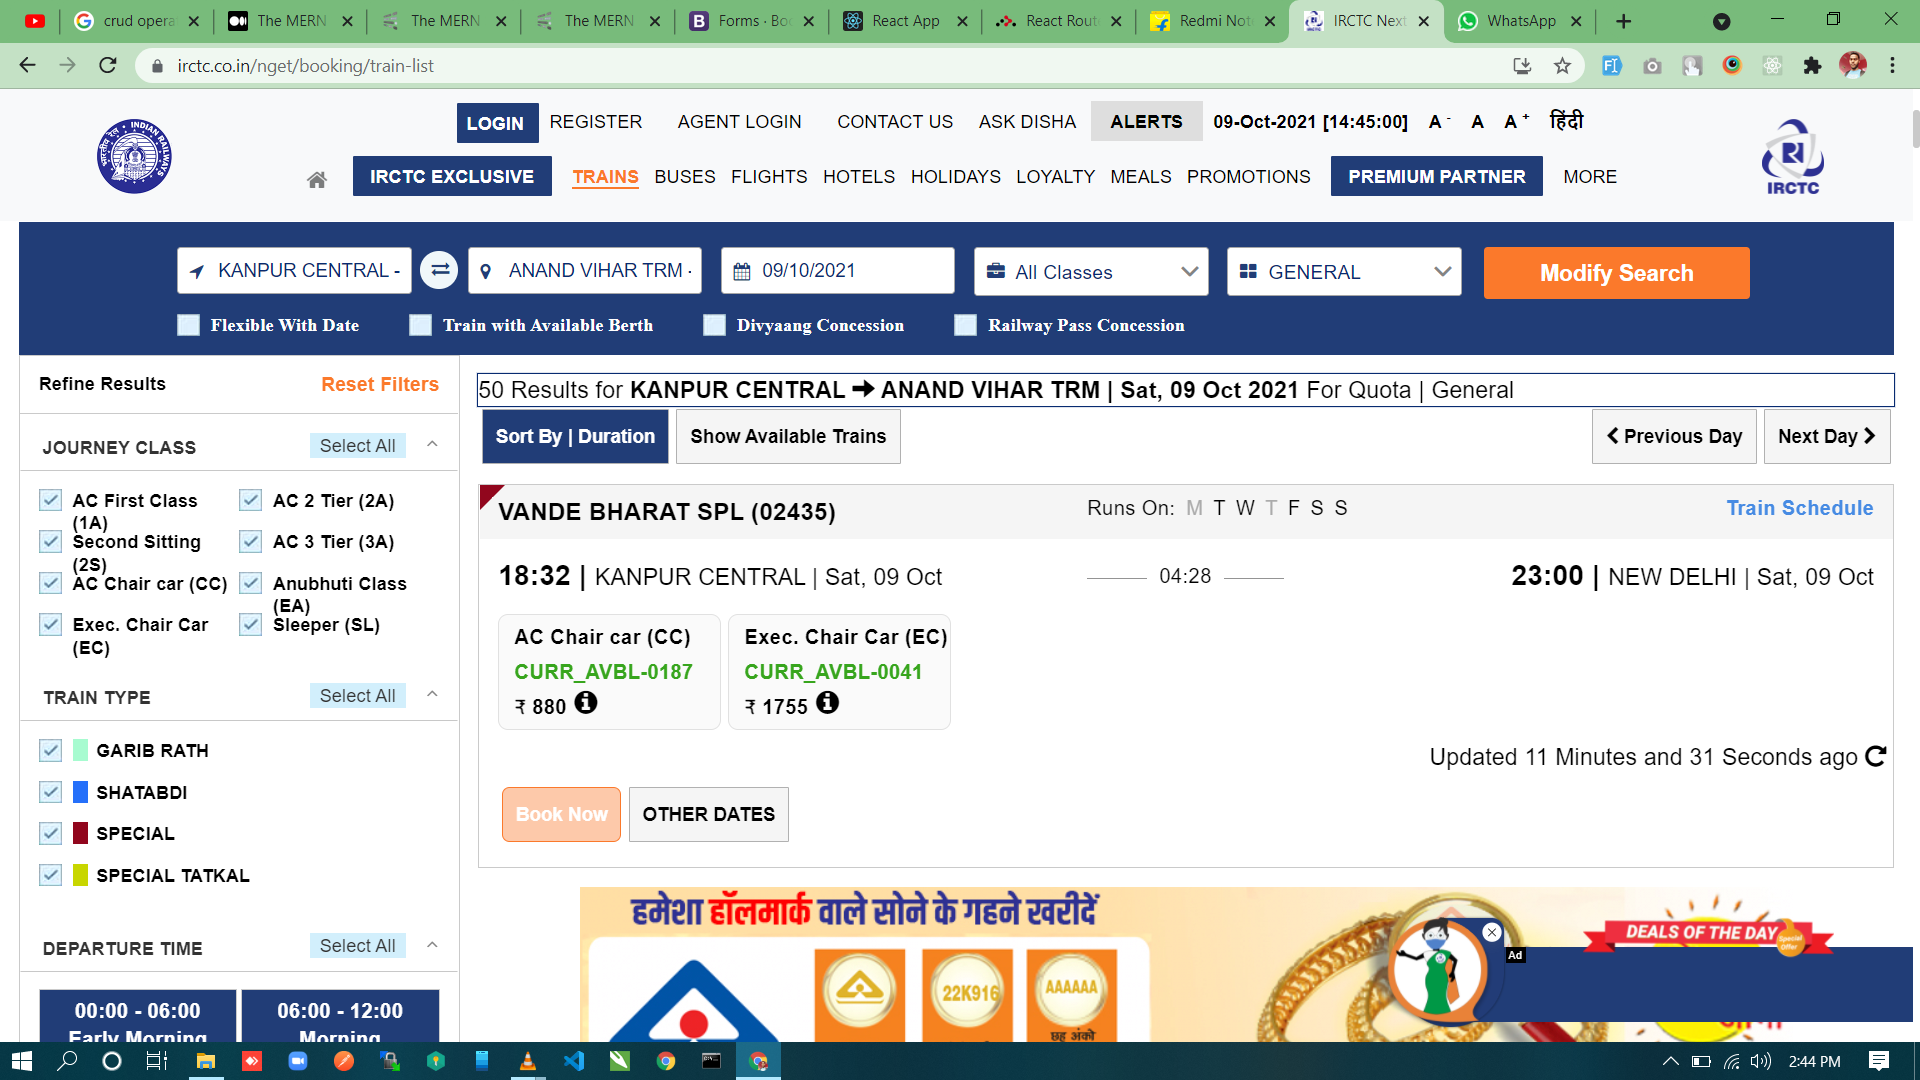 crud opera
The MERN
The MERN
The MERN
Forms · Boo
React App
React Rout
Redmi Not
IRCTC Next
WhatsApp
irctc.co.in/nget/booking/train-list
LOGIN REGISTER AGENT LOGIN CONTACT US ASK DISHA ALERTS 09-Oct-2021 [14:45:00] A - A A + हिंदी
IRCTC EXCLUSIVE TRAINS BUSES FLIGHTS HOTELS HOLIDAYS LOYALTY MEALS PROMOTIONS PREMIUM PARTNER MORE
INDIAN RAILWAYS
भारतीय रेल
IRCTC
KANPUR CENTRAL - ANAND VIHAR TRM - 09/10/2021 All Classes GENERAL Modify Search
Flexible With Date Train with Available Berth Divyaang Concession Railway Pass Concession
Refine Results Reset Filters
JOURNEY CLASS Select All
AC First Class (1A)
AC 2 Tier (2A)
Second Sitting (2S)
AC 3 Tier (3A)
AC Chair car (CC)
Anubhuti Class (EA)
Exec. Chair Car (EC)
Sleeper (SL)
TRAIN TYPE Select All
GARIB RATH
SHATABDI
SPECIAL
SPECIAL TATKAL
DEPARTURE TIME Select All
00:00 - 06:00 06:00 - 12:00
Early Morning Morning
50 Results for KANPUR CENTRAL ➔ ANAND VIHAR TRM | Sat, 09 Oct 2021 For Quota | General
Sort By | Duration Show Available Trains Previous Day Next Day
VANDE BHARAT SPL (02435) Runs On: M T W T F S S Train Schedule
18:32 | KANPUR CENTRAL | Sat, 09 Oct 04:28 23:00 | NEW DELHI | Sat, 09 Oct
AC Chair car (CC) Exec. Chair Car (EC)
CURR_AVBL-0187 CURR_AVBL-0041
₹ 880 ₹ 1755
Updated 11 Minutes and 31 Seconds ago
Book Now OTHER DATES
हमेशा हॉलमार्क वाले सोने के गहने खरीदें
22K916 AAAAAA
छह अंको
Ad
DEALS OF THE DAY
Special Offer
2:44 PM